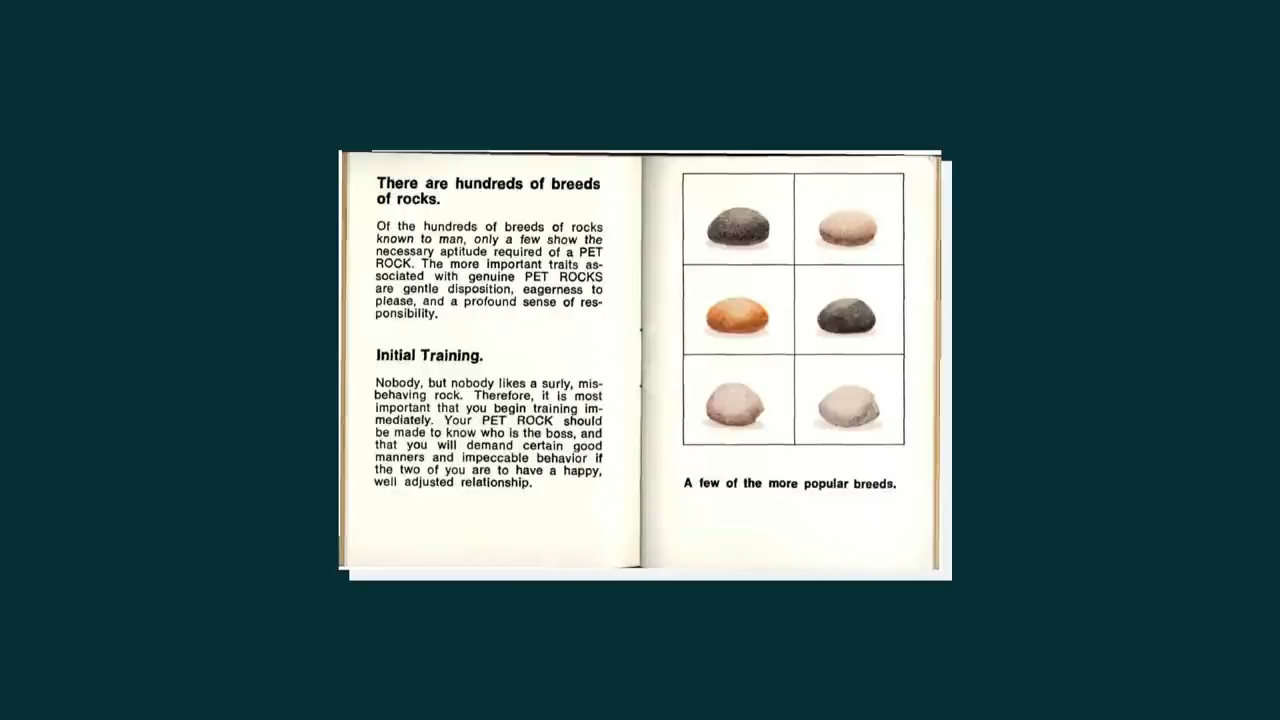 There are hundreds of breeds
of rocks.
Of the hundreds of breeds of rocks
known to man, only a few show the
necessary aptitude required of a PET
ROCK. The more important traits as-
sociated with genuine PET ROCKS
are gentle disposition, eagerness to
please, and a profound sense of res-
ponsibility.
Initial Training.
Nobody, but nobody likes a surly, mis-
behaving rock. Therefore, it is most
important that you begin training im-
mediately. Your PET ROCK should
be made to know who is the boss, and
that you will demand certain good
manners and impeccable behavior if
the two of you are to have a happy,
well adjusted relationship.
A few of the more popular breeds.